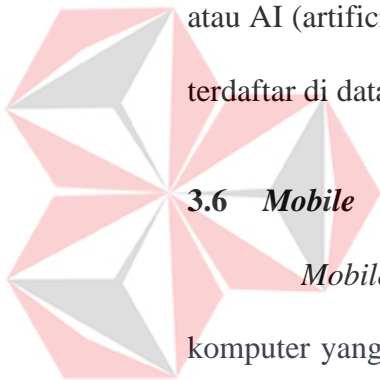 atau AI (artific
terdaftar di data
3.6 Mobile
Mobile
komputer yang